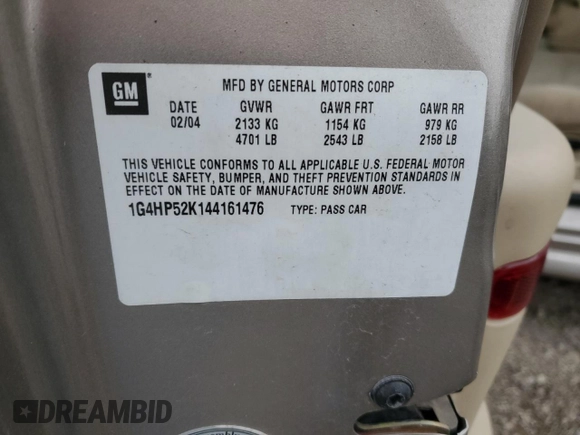 GM
MFD BY GENERAL MOTORS CORP
DATE GVWR GAWR FRT GAWR RR
02/04 2133 KG 1154 KG 979 KG
4701 LB 2543 LB 2158 LB
THIS VEHICLE CONFORMS TO ALL APPLICABLE U.S. FEDERAL MOTOR
VEHICLE SAFETY, BUMPER, AND THEFT PREVENTION STANDARDS IN
EFFECT ON THE DATE OF MANUFACTURE SHOWN ABOVE.
1G4HP52K144161476 TYPE: PASS CAR
DREAMBID